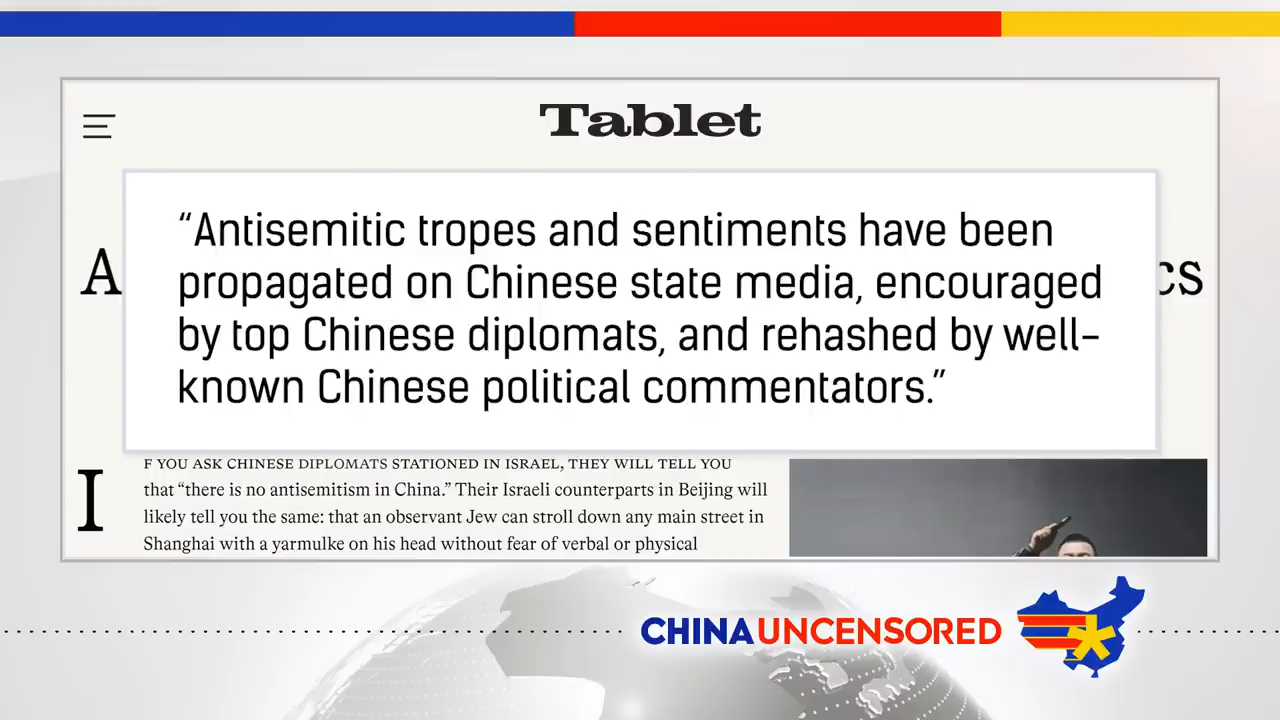 Tablet
A
cs
“Antisemitic tropes and sentiments have been
propagated on Chinese state media, encouraged
by top Chinese diplomats, and rehashed by well-
known Chinese political commentators.”
IF YOU ASK CHINESE DIPLOMATS STATIONED IN ISRAEL, THEY WILL TELL YOU
that “there is no antisemitism in China.” Their Israeli counterparts in Beijing will
likely tell you the same: that an observant Jew can stroll down any main street in
Shanghai with a yarmulke on his head without fear of verbal or physical
CHINA UNCENSORED